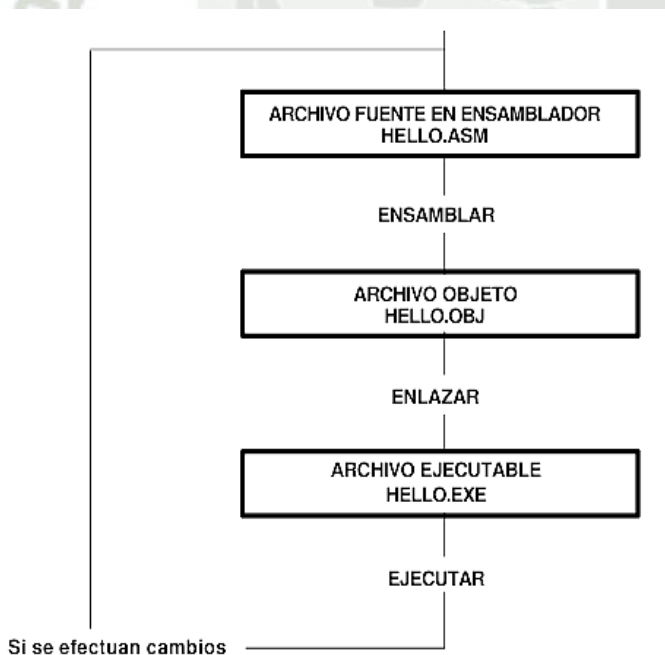 ARCHIVO FUENTE EN ENSAMBLADOR
HELLO.ASM
ENSAMBLAR
ARCHIVO OBJETO
HELLO.OBJ
ENLAZAR
ARCHIVO EJECUTABLE
HELLO.EXE
EJECUTAR
Si se efectuan cambios